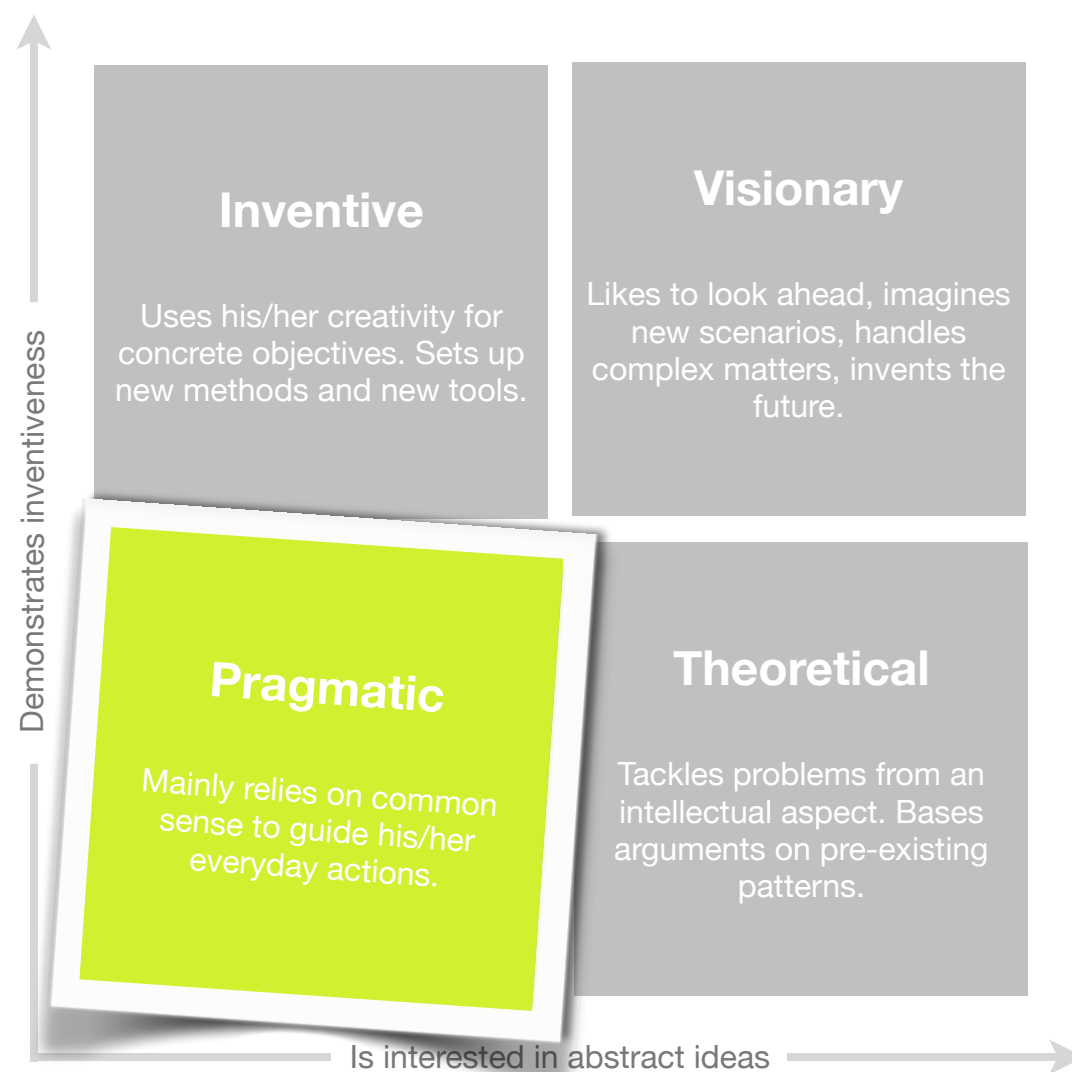 Inventive
Uses his/her creativity for
concrete objectives. Sets up
new methods and new tools.
Visionary
Likes to look ahead, imagines
new scenarios, handles
complex matters, invents the
future.
Demonstrates inventiveness
Pragmatic
Mainly relies on common
sense to guide his/her
everyday actions.
Theoretical
Tackles problems from an
intellectual aspect. Bases
arguments on pre-existing
patterns.
Is interested in abstract ideas